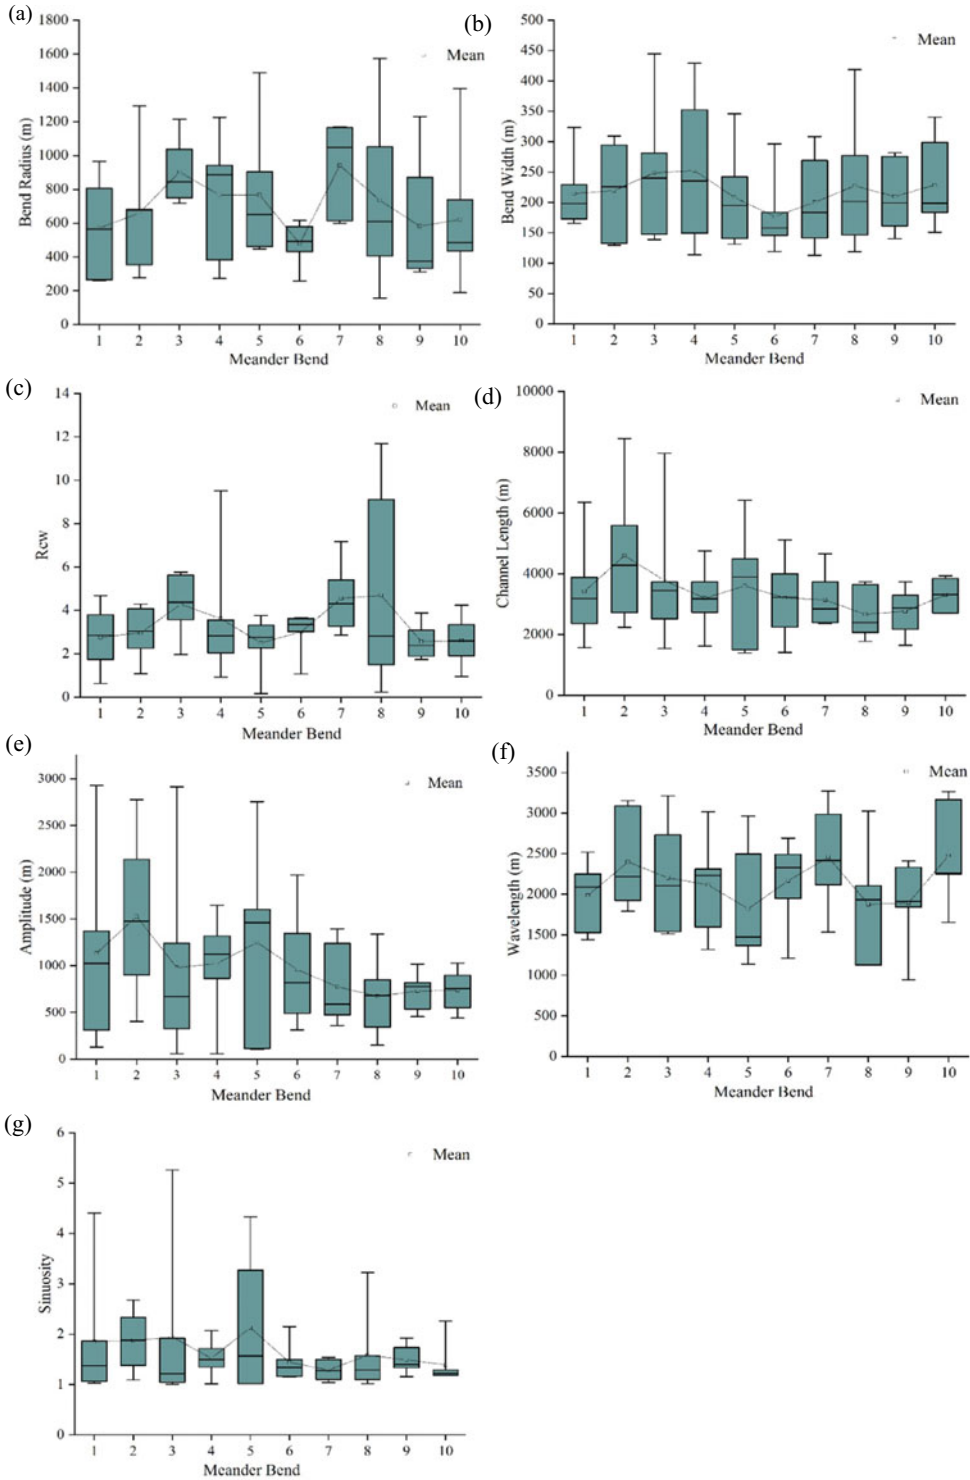 (a)
1800
1600
1400
1200
1000
800
600
400
200
0
Bend Radius (m)
Mean
1 2 3 4 5 6 7 8 9 10
Meander Bend
(b)
500
450
400
350
300
250
200
150
100
50
0
Bend Width (m)
Mean
1 2 3 4 5 6 7 8 9 10
Meander Bend
(c)
14
12
10
8
6
4
2
0
Rcw
Mean
1 2 3 4 5 6 7 8 9 10
Meander Bend
(d)
10000
8000
6000
4000
2000
0
Channel Length (m)
Mean
1 2 3 4 5 6 7 8 9 10
Meander Bend
(e)
3000
2500
2000
1500
1000
500
0
Amplitude (m)
Mean
1 2 3 4 5 6 7 8 9 10
Meander Bend
(f)
3500
3000
2500
2000
1500
1000
500
0
Wavelength (m)
Mean
1 2 3 4 5 6 7 8 9 10
Meander Bend
(g)
6
5
4
3
2
1
0
Sinuosity
Mean
1 2 3 4 5 6 7 8 9 10
Meander Bend